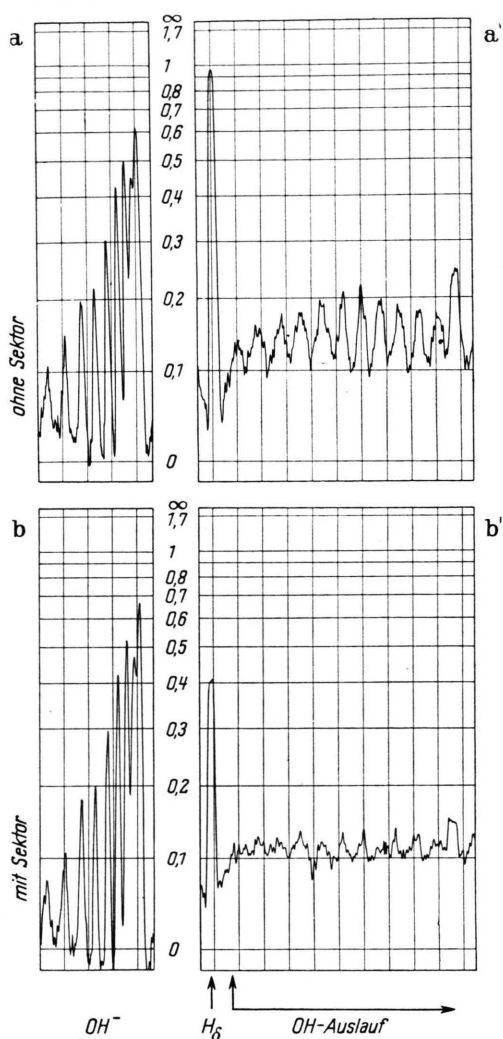 a
a'
∞
1,7
1
0,8
0,7
0,6
0,5
0,4
0,3
0,2
0,1
0
ohne Sektor
b
b'
∞
1,7
1
0,8
0,7
0,6
0,5
0,4
0,3
0,2
0,1
0
mit Sektor
OH⁻
Hδ
OH-Auslauf